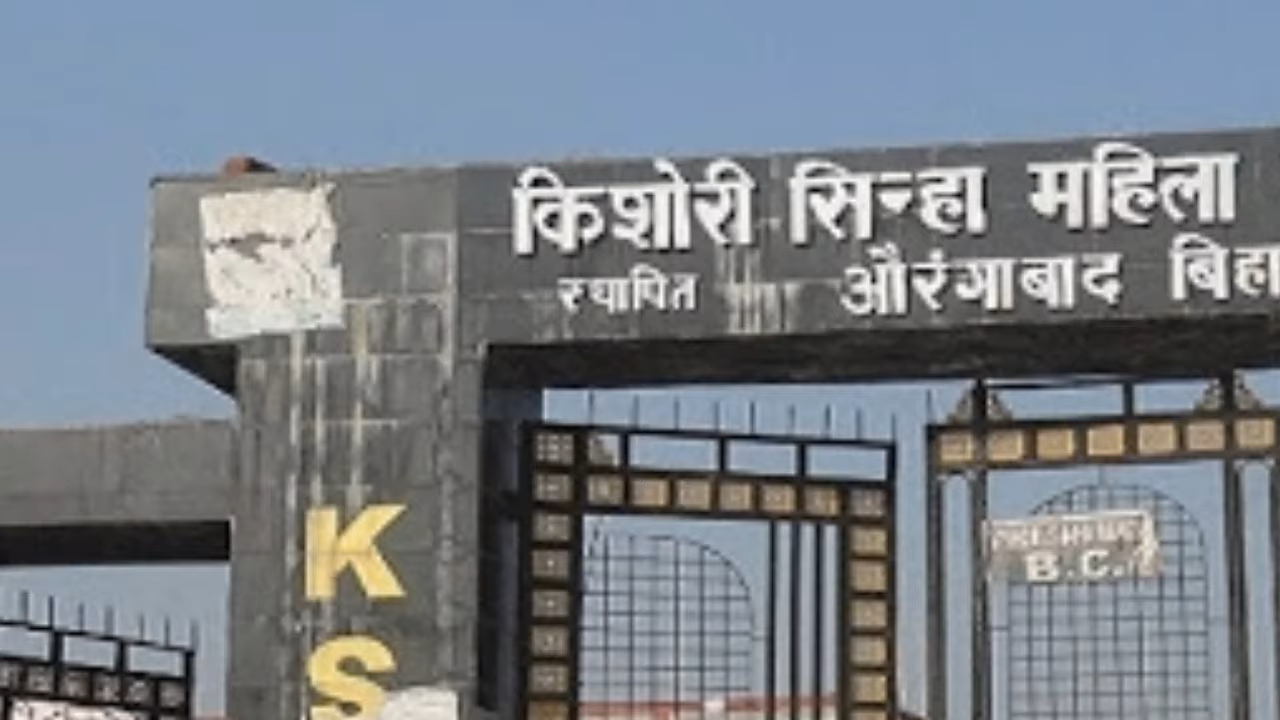 किशोरी सिन्हा महिला
स्थापित औरंगाबाद बिहा
K
S
B.C.